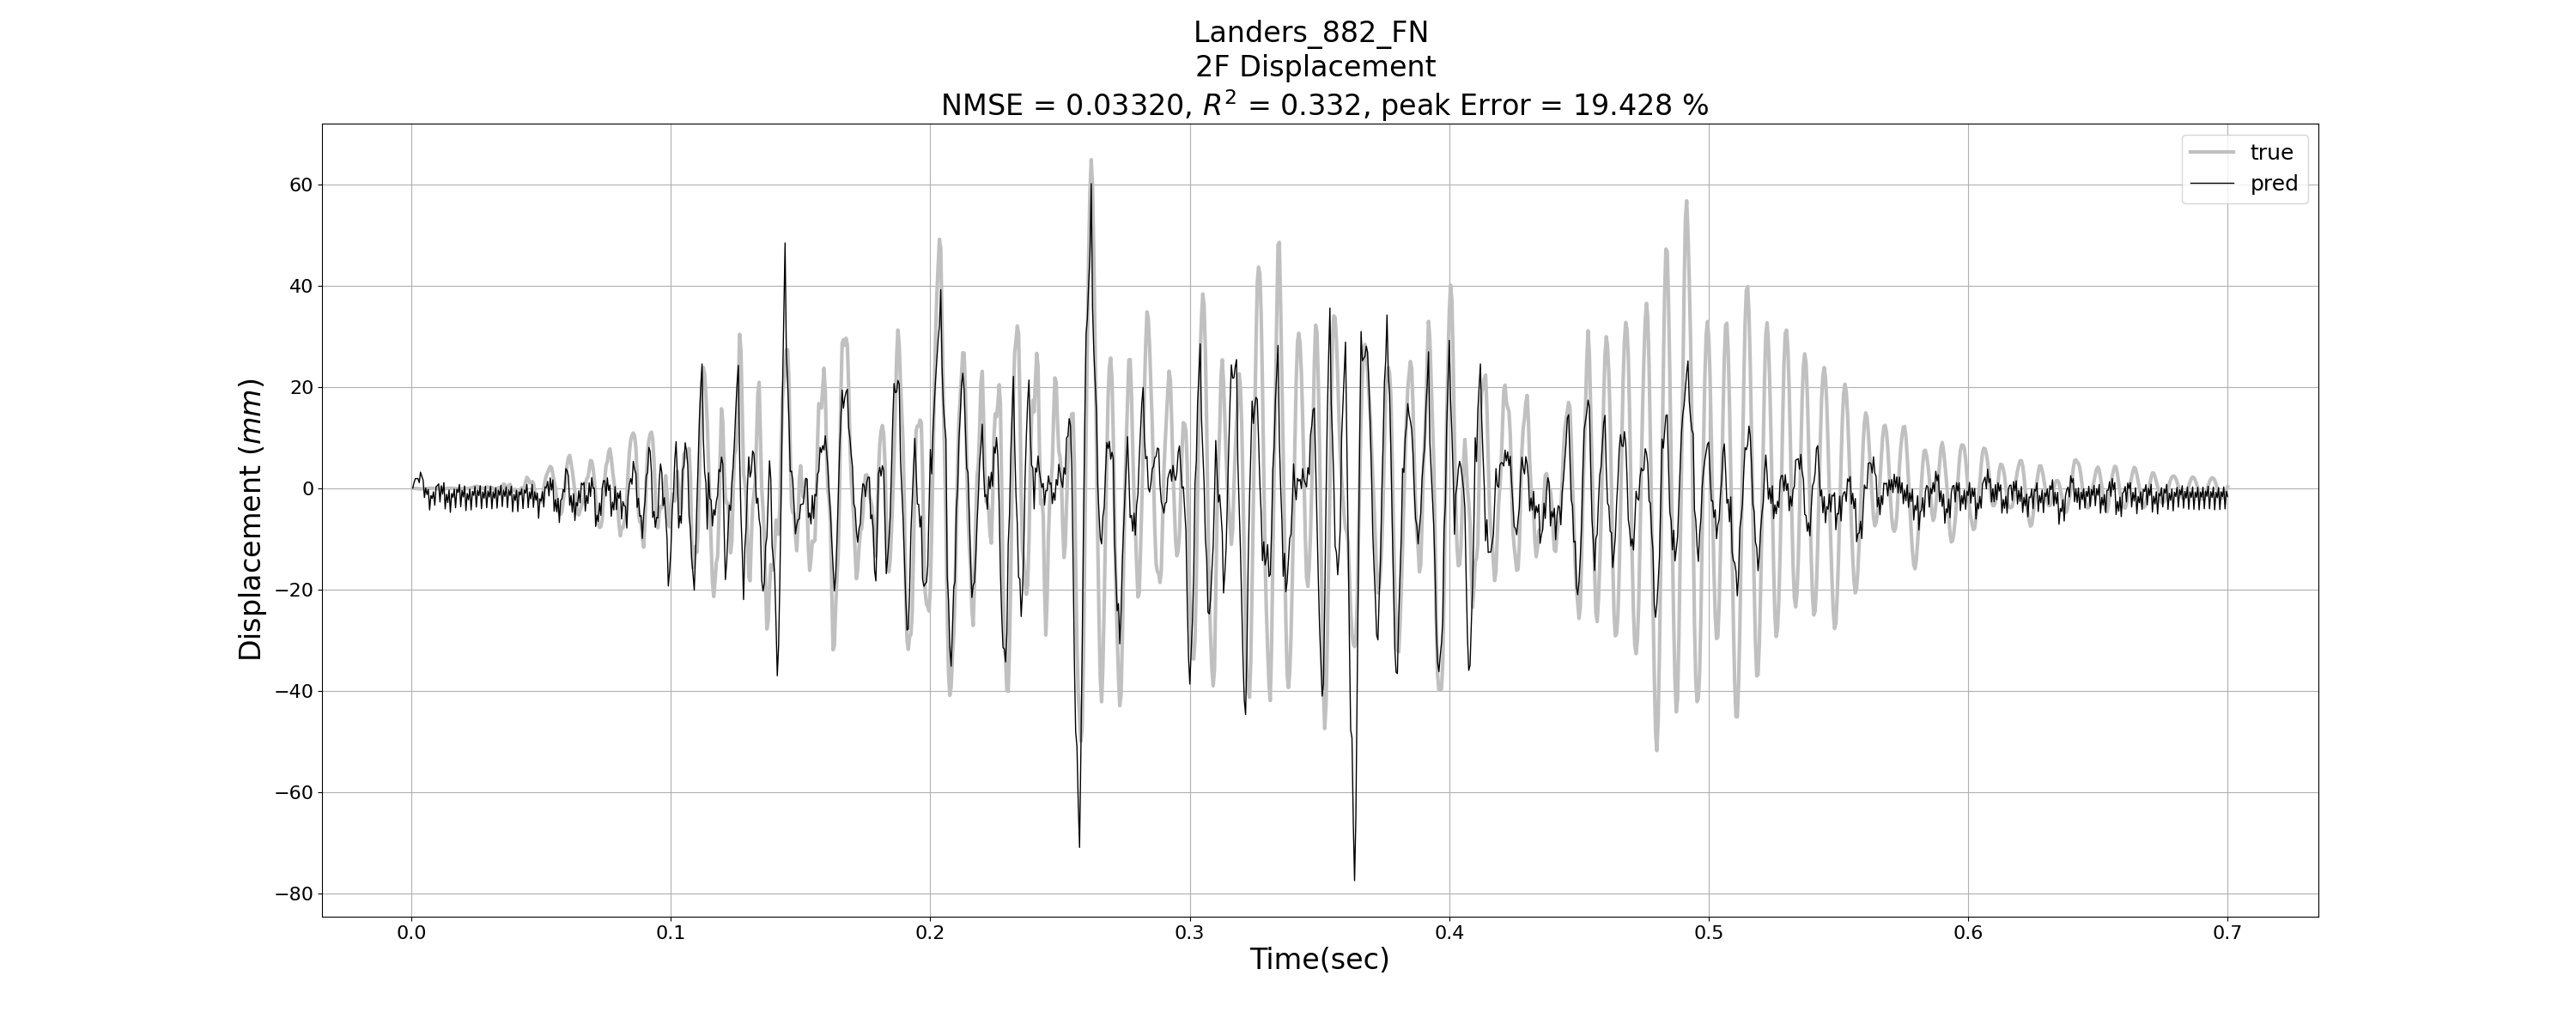 Landers_882_FN
2F Displacement
NMSE = 0.03320, R² = 0.332, peak Error = 19.428 %
true
pred
Displacement (mm)
60
40
20
0
−20
−40
−60
−80
0.0 0.1 0.2 0.3 0.4 0.5 0.6 0.7
Time(sec)